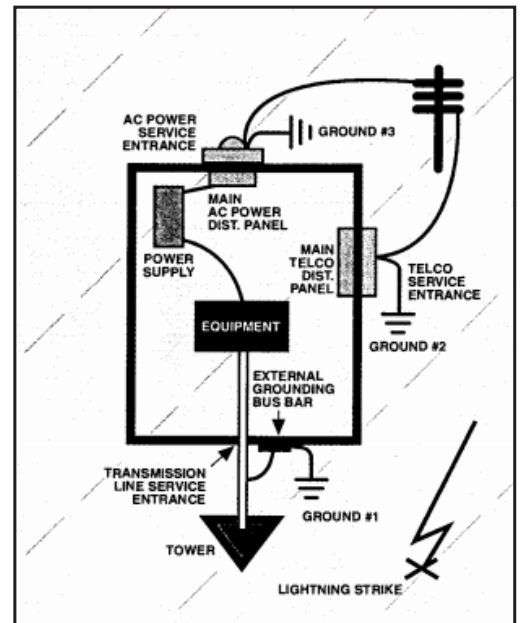 AC POWER
SERVICE
ENTRANCE
GROUND #3
MAIN
AC POWER
DIST. PANEL
POWER
SUPPLY
MAIN
TELCO
DIST.
PANEL
TELCO
SERVICE
ENTRANCE
GROUND #2
EQUIPMENT
EXTERNAL
GROUNDING
BUS BAR
TRANSMISSION
LINE SERVICE
ENTRANCE
GROUND #1
TOWER
LIGHTNING STRIKE